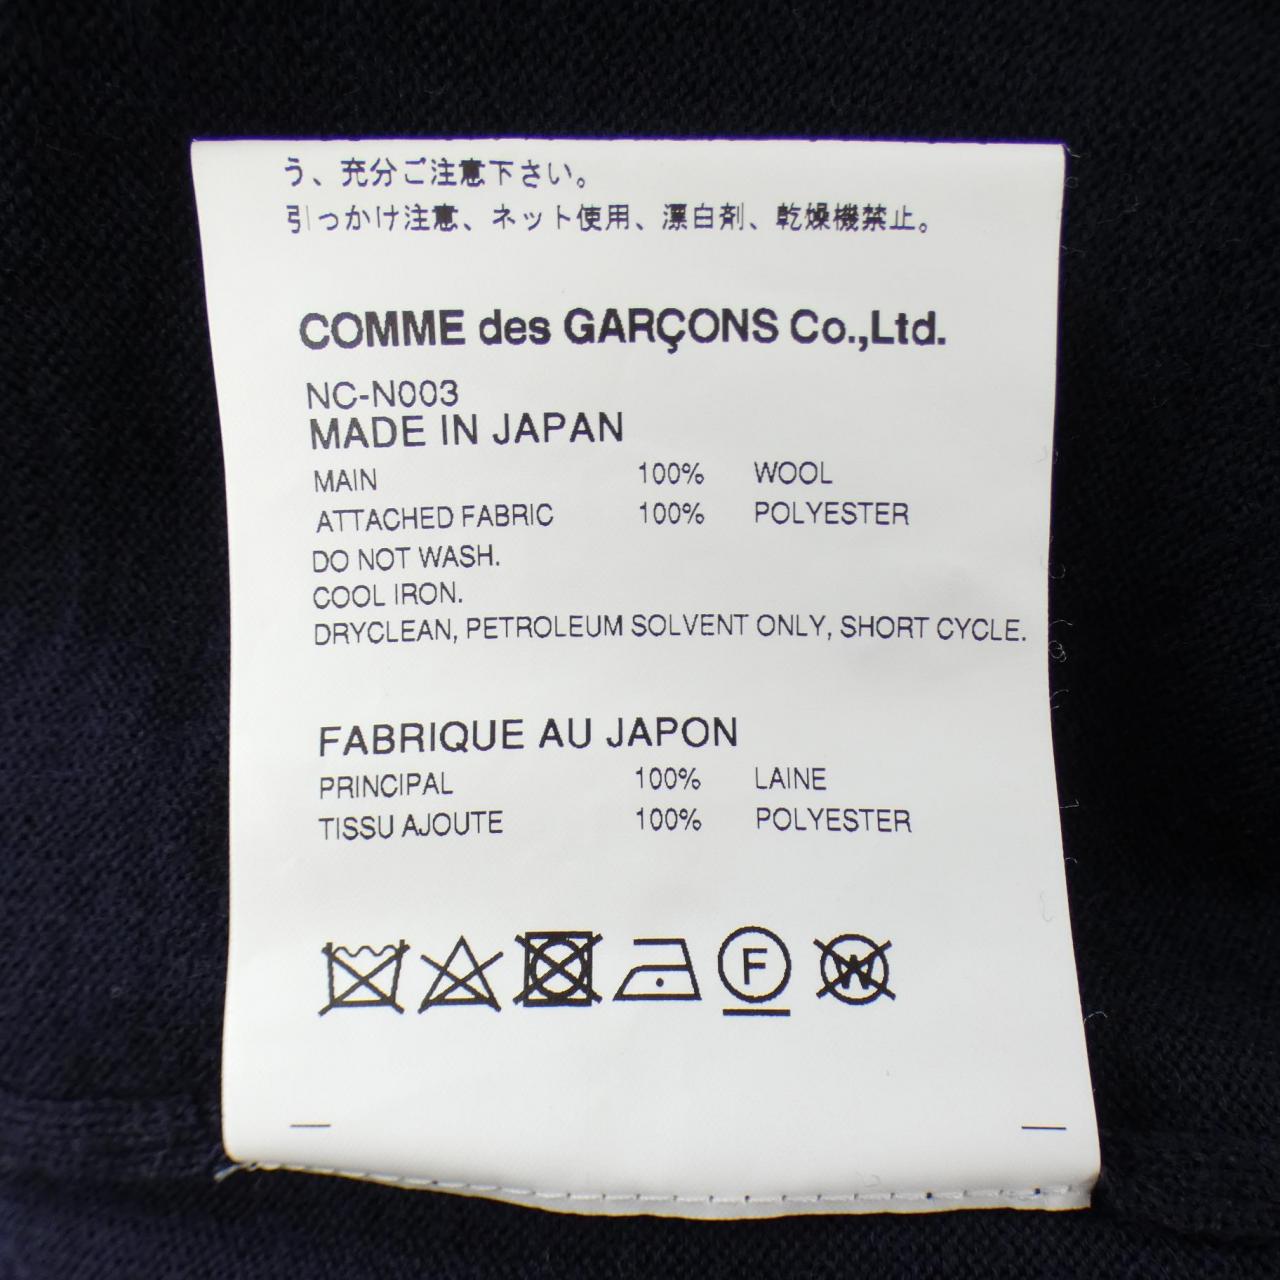 う、充分ご注意下さい。
引っかけ注意、ネット使用、漂白剤、乾燥機禁止。
COMME des GARÇONS Co.,Ltd.
NC-N003
MADE IN JAPAN
MAIN 100% WOOL
ATTACHED FABRIC 100% POLYESTER
DO NOT WASH.
COOL IRON.
DRYCLEAN, PETROLEUM SOLVENT ONLY, SHORT CYCLE.
FABRIQUE AU JAPON
PRINCIPAL 100% LAINE
TISSU AJOUTE 100% POLYESTER
F W